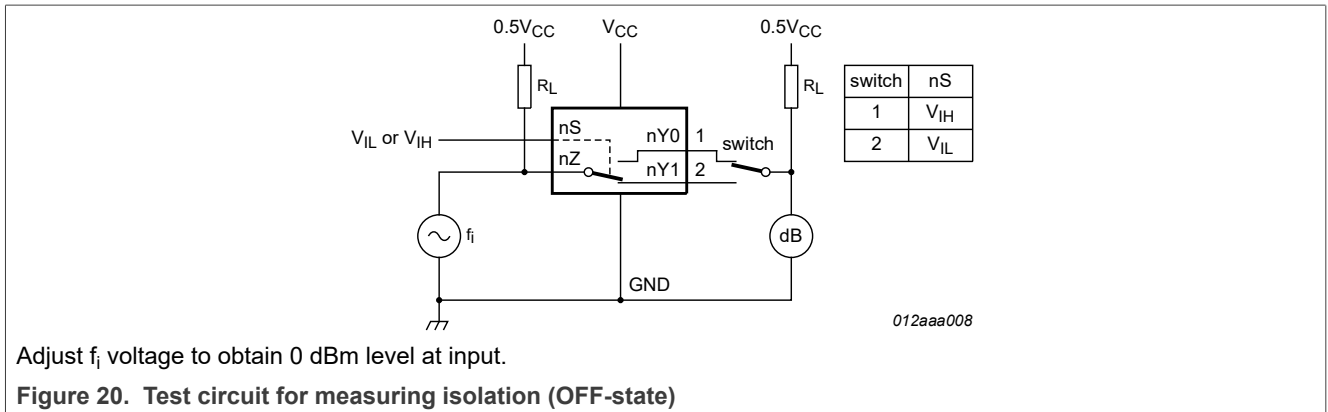 0.5VCC VCC 0.5VCC
RL RL
switch nS
1 VIH
2 VIL
VIL or VIH nS nY0 1 switch
nZ nY1 2
fi dB
GND
012aaa008
Adjust fi voltage to obtain 0 dBm level at input.
Figure 20. Test circuit for measuring isolation (OFF-state)